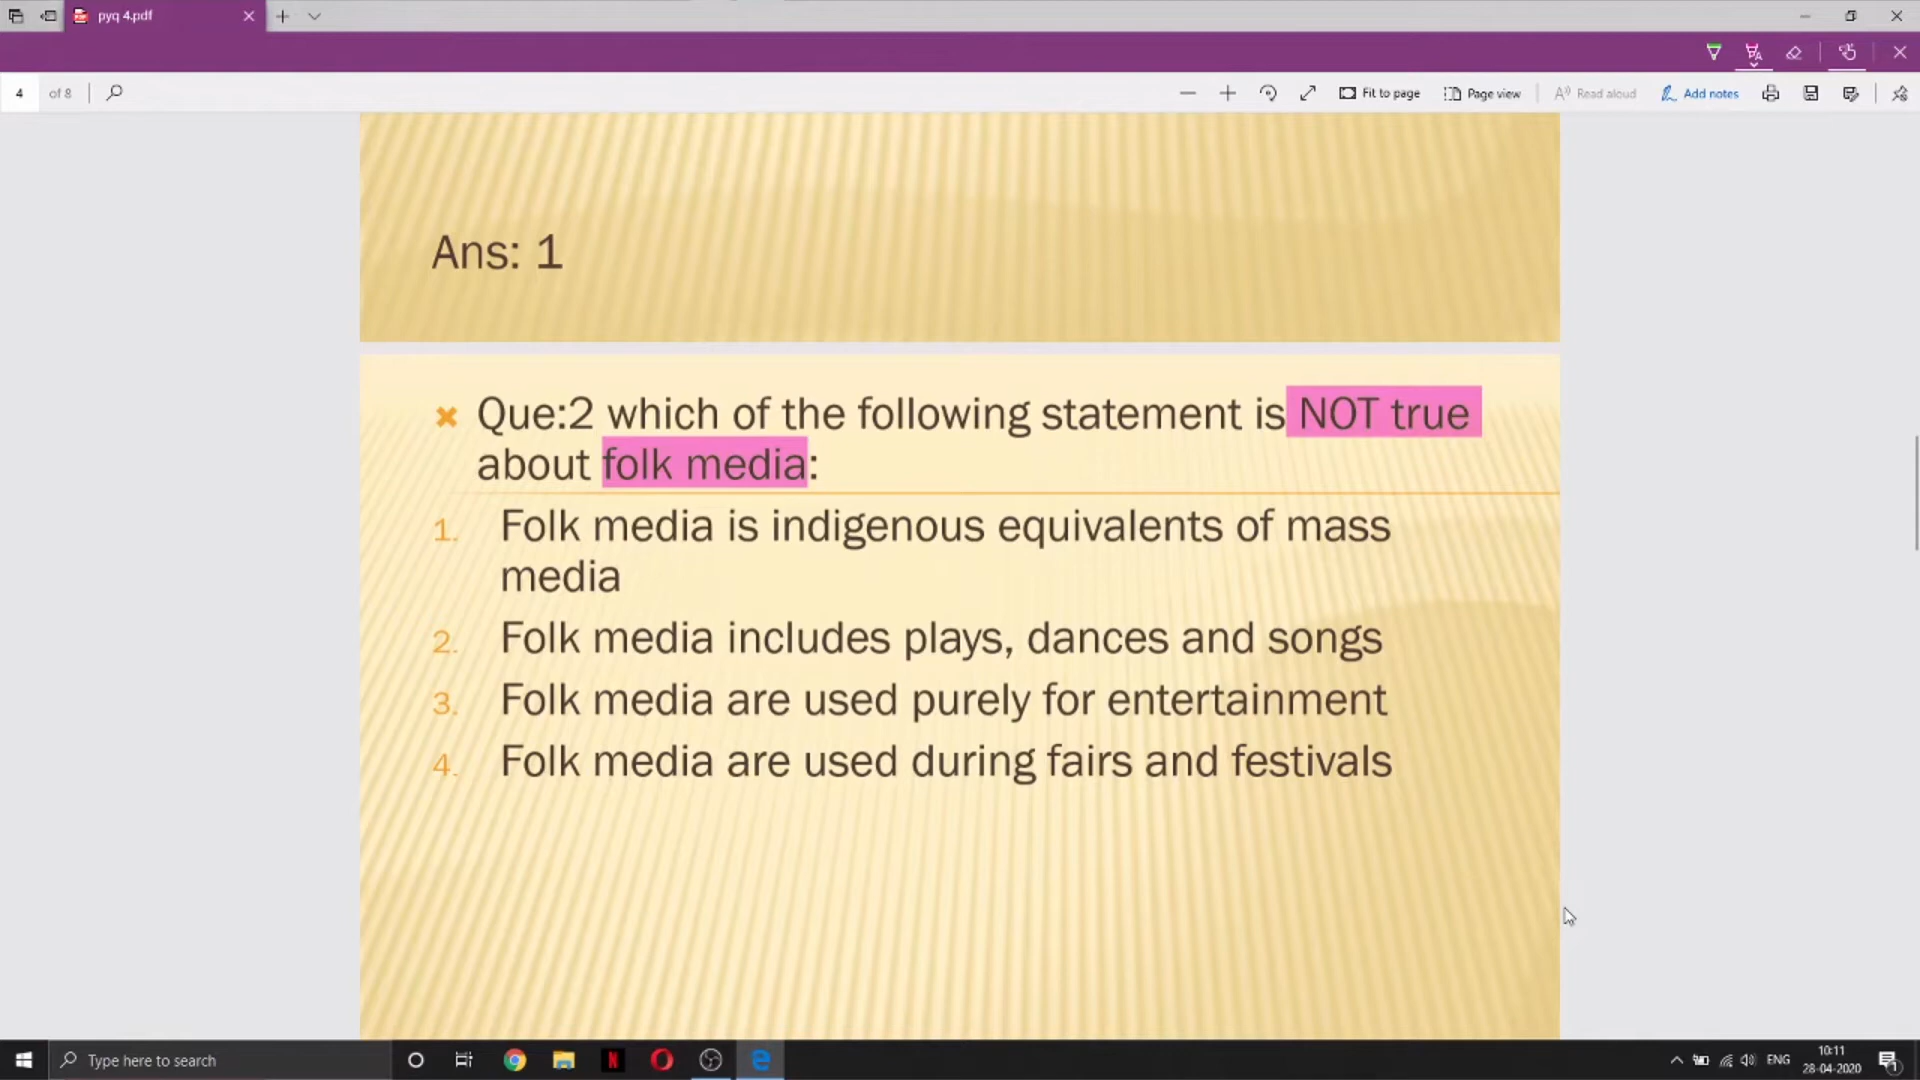 pyq 4.pdf
4 of 8 Fit to page Page view Read aloud Add notes
Ans: 1
Que:2 which of the following statement is NOT true
about folk media:
1. Folk media is indigenous equivalents of mass
media
2. Folk media includes plays, dances and songs
3. Folk media are used purely for entertainment
4. Folk media are used during fairs and festivals
Type here to search
ENG
10:11
28-04-2020
1